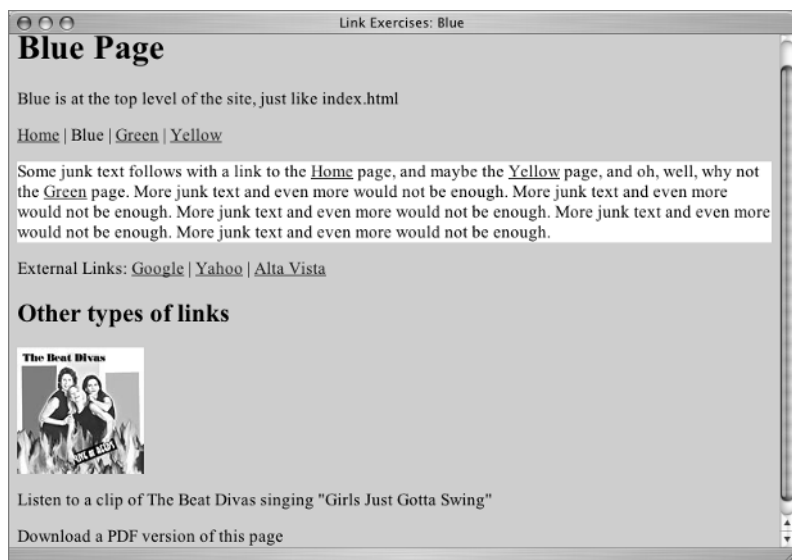 Link Exercises: Blue
Blue Page
Blue is at the top level of the site, just like index.html
Home | Blue | Green | Yellow
Some junk text follows with a link to the Home page, and maybe the Yellow page, and oh, well, why not
the Green page. More junk text and even more would not be enough. More junk text and even more
would not be enough. More junk text and even more would not be enough. More junk text and even more
would not be enough. More junk text and even more would not be enough.
External Links: Google | Yahoo | Alta Vista
Other types of links
The Beat Divas
Listen to a clip of The Beat Divas singing "Girls Just Gotta Swing"
Download a PDF version of this page